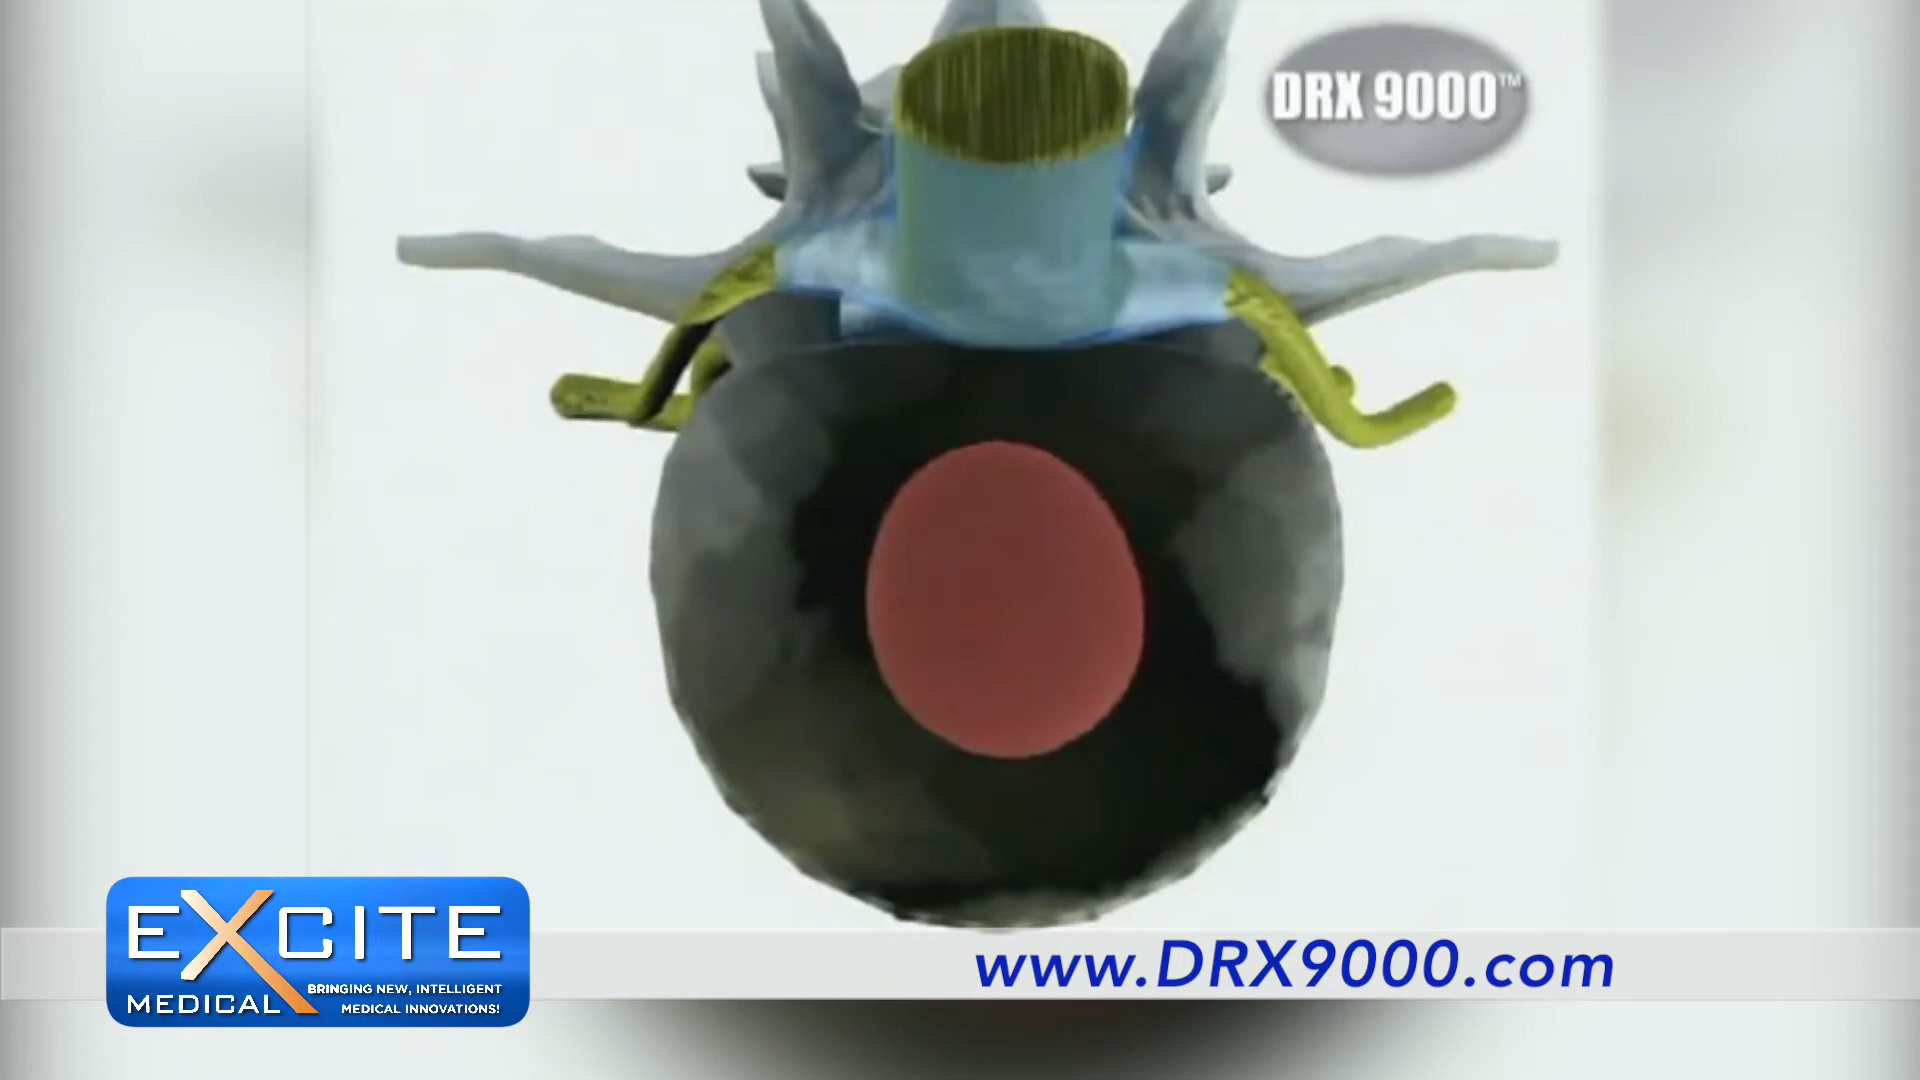 DRX 9000™
EXCITE
MEDICAL
BRINGING NEW, INTELLIGENT
MEDICAL INNOVATIONS!
www.DRX9000.com